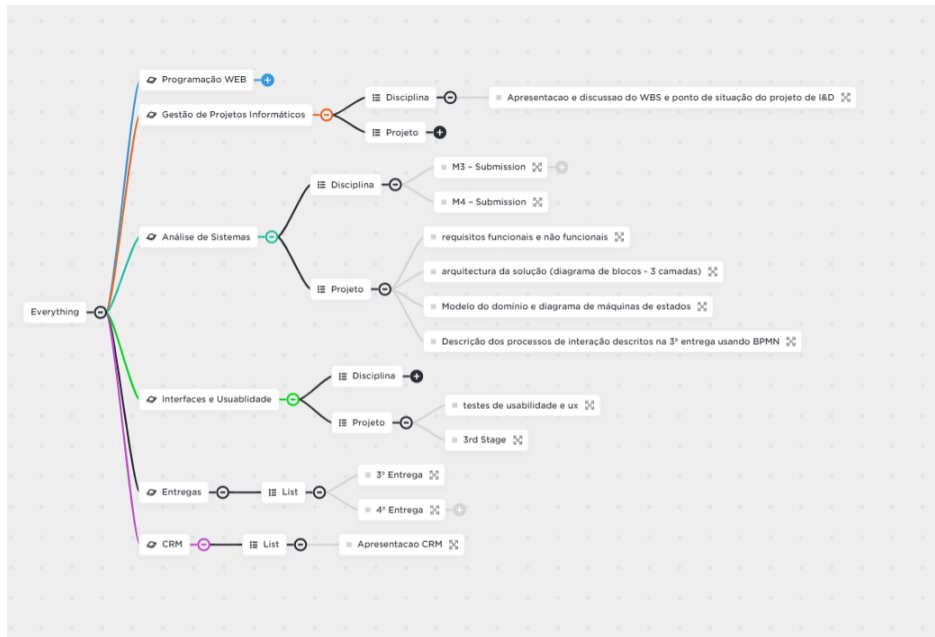 Programação WEB
Disciplina
Apresentacao e discussao do WBS e ponto de situação do projeto de I&D
Gestão de Projetos Informáticos
Projeto
M3 – Submission
Disciplina
M4 – Submission
Análise de Sistemas
requisitos funcionais e não funcionais
arquitectura da solução (diagrama de blocos - 3 camadas)
Projeto
Modelo do domínio e diagrama de máquinas de estados
Everything
Descrição dos processos de interação descritos na 3ª entrega usando BPMN
Disciplina
Interfaces e Usuablidade
testes de usabilidade e ux
Projeto
3rd Stage
3ª Entrega
Entregas
List
4ª Entrega
CRM
List
Apresentacao CRM